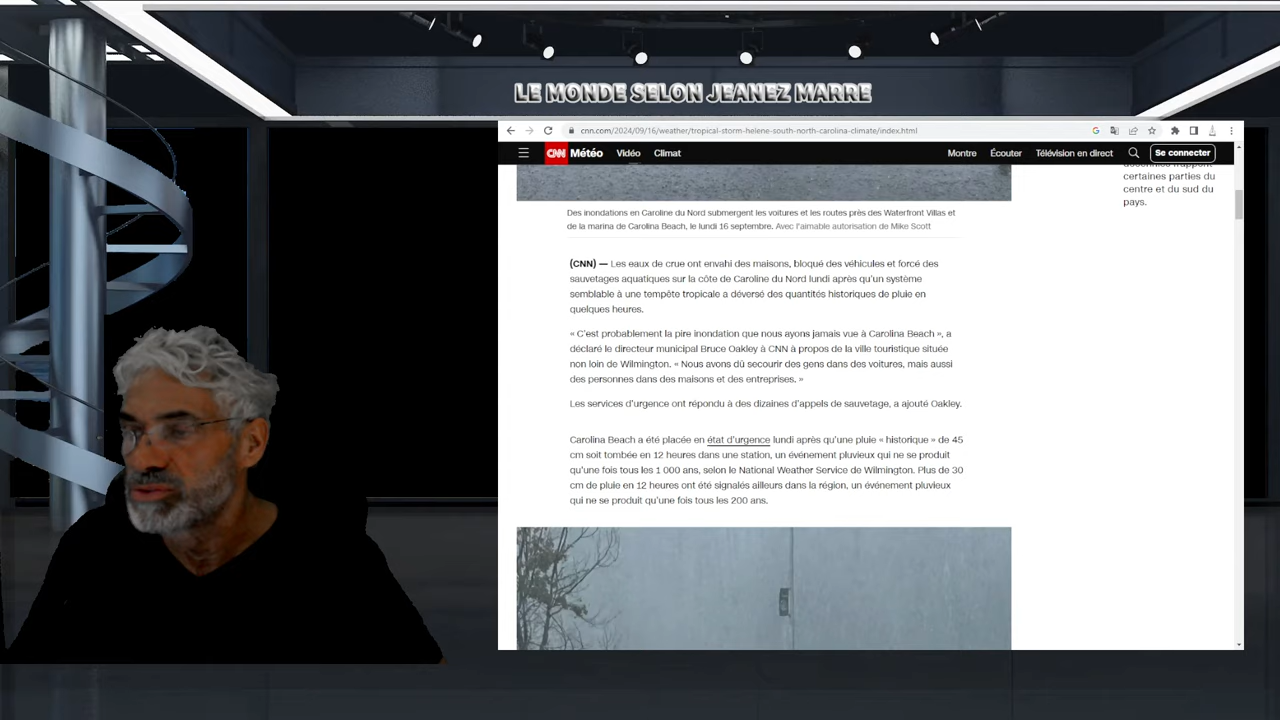 LE MONDE SELON JEANEZ MARRE
cnn.com/2024/09/16/weather/tropical-storm-helene-south-north-carolina-climate/index.html
CNN Météo Vidéo Climat Montre Écouter Télévision en direct Se connecter
certaines parties du
centre et du sud du
pays.
Des inondations en Caroline du Nord submergent les voitures et les routes près des Waterfront Villas et
de la marina de Carolina Beach, le lundi 16 septembre. Avec l'aimable autorisation de Mike Scott
(CNN) — Les eaux de crue ont envahi des maisons, bloqué des véhicules et forcé des
sauvetages aquatiques sur la côte de Caroline du Nord lundi après qu'un système
semblable à une tempête tropicale a déversé des quantités historiques de pluie en
quelques heures.
« C'est probablement la pire inondation que nous ayons jamais vue à Carolina Beach », a
déclaré le directeur municipal Bruce Oakley à CNN à propos de la ville touristique située
non loin de Wilmington. « Nous avons dû secourir des gens dans des voitures, mais aussi
des personnes dans des maisons et des entreprises. »
Les services d'urgence ont répondu à des dizaines d'appels de sauvetage, a ajouté Oakley.
Carolina Beach a été placée en état d'urgence lundi après qu'une pluie « historique » de 45
cm soit tombée en 12 heures dans une station, un événement pluvieux qui ne se produit
qu'une fois tous les 1 000 ans, selon le National Weather Service de Wilmington. Plus de 30
cm de pluie en 12 heures ont été signalés ailleurs dans la région, un événement pluvieux
qui ne se produit qu'une fois tous les 200 ans.